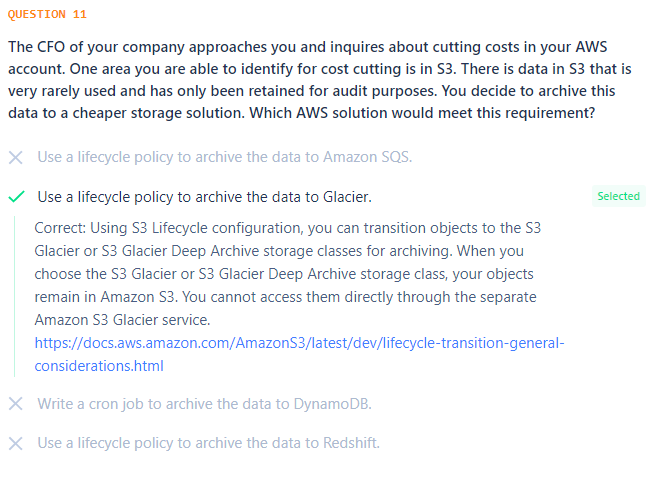 QUESTION 11
The CFO of your company approaches you and inquires about cutting costs in your AWS
account. One area you are able to identify for cost cutting is in S3. There is data in S3 that is
very rarely used and has only been retained for audit purposes. You decide to archive this
data to a cheaper storage solution. Which AWS solution would meet this requirement?
Use a lifecycle policy to archive the data to Amazon SQS.
Use a lifecycle policy to archive the data to Glacier.
Selected
Correct: Using S3 Lifecycle configuration, you can transition objects to the S3
Glacier or S3 Glacier Deep Archive storage classes for archiving. When you
choose the S3 Glacier or S3 Glacier Deep Archive storage class, your objects
remain in Amazon S3. You cannot access them directly through the separate
Amazon S3 Glacier service.
https://docs.aws.amazon.com/AmazonS3/latest/dev/lifecycle-transition-general-
considerations.html
Write a cron job to archive the data to DynamoDB.
Use a lifecycle policy to archive the data to Redshift.